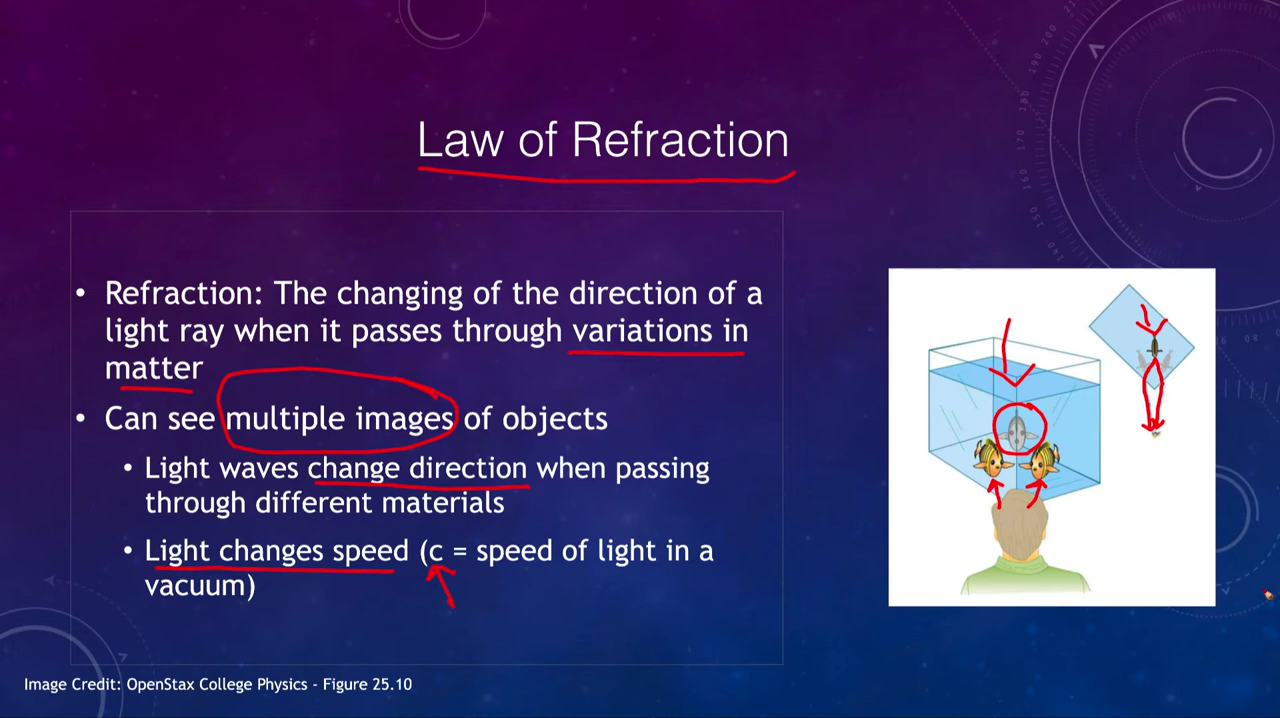 Law of Refraction
• Refraction: The changing of the direction of a
light ray when it passes through variations in
matter
• Can see multiple images of objects
• Light waves change direction when passing
through different materials
• Light changes speed (c = speed of light in a
vacuum)
Image Credit: OpenStax College Physics - Figure 25.10